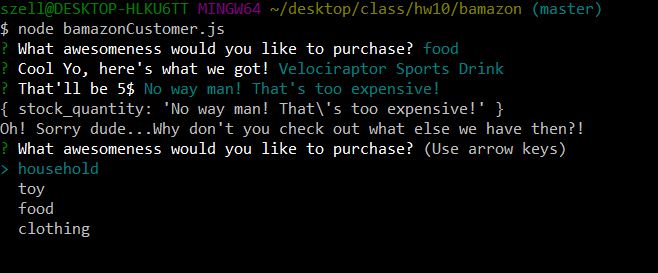 szell@DESKTOP-HLKU6TT MINGW64 ~/desktop/class/hw10/bamazon (master)
$ node bamazonCustomer.js
? What awesomeness would you like to purchase? food
? Cool Yo, here's what we got! Velociraptor Sports Drink
? That'll be 5$ No way man! That's too expensive!
{ stock_quantity: 'No way man! That\'s too expensive!' }
Oh! Sorry dude...Why don't you check out what else we have then?!
? What awesomeness would you like to purchase? (Use arrow keys)
> household
  toy
  food
  clothing